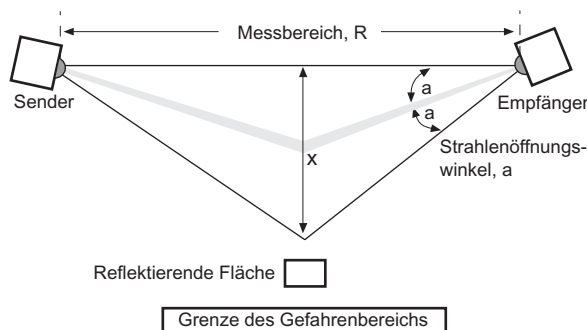 Messbereich, R
Sender
a
a
Empfänger
x
Strahlenöffnungs-
winkel, a
Reflektierende Fläche
Grenze des Gefahrenbereichs